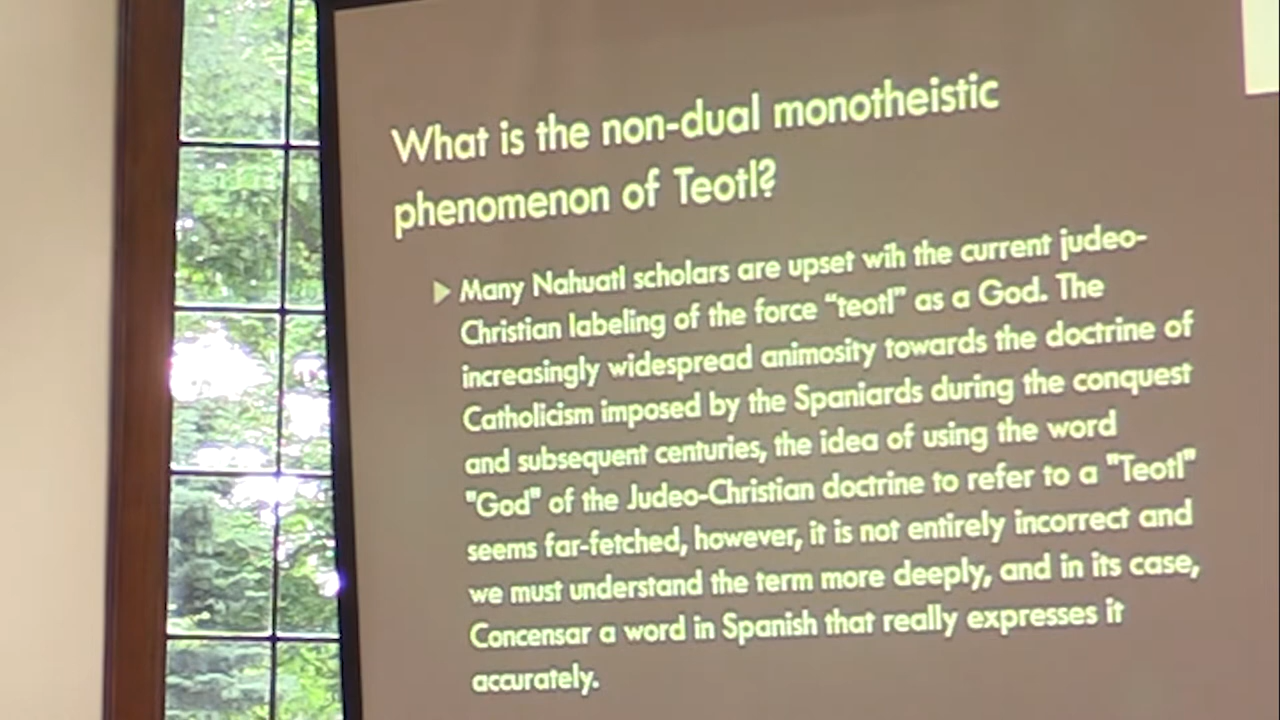 What is the non-dual monotheistic
phenomenon of Teotl?
Many Nahuatl scholars are upset wih the current judeo-
Christian labeling of the force “teotl” as a God. The
increasingly widespread animosity towards the doctrine of
Catholicism imposed by the Spaniards during the conquest
and subsequent centuries, the idea of using the word
"God" of the Judeo-Christian doctrine to refer to a "Teotl"
seems far-fetched, however, it is not entirely incorrect and
we must understand the term more deeply, and in its case,
Concensar a word in Spanish that really expresses it
accurately.